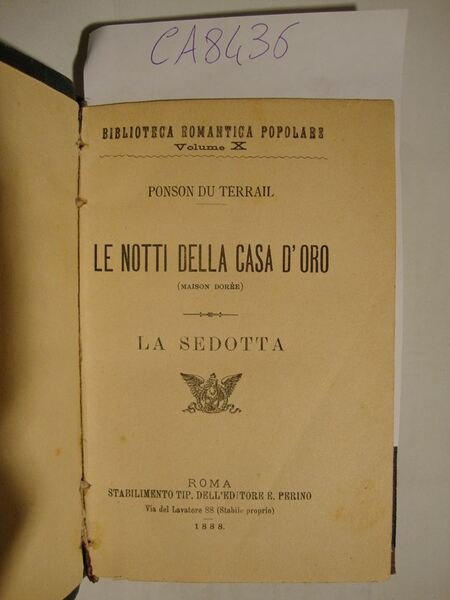 CA8436
BIBLIOTECA ROMANTICA POPOLARE
Volume X
PONSON DU TERRAIL
LE NOTTI DELLA CASA D'ORO
(MAISON DORÉE)
LA SEDOTTA
ROMA
STABILIMENTO TIP. DELL'EDITORE E. PERINO
Via del Lavatore 88 (Stabile proprio)
1888.